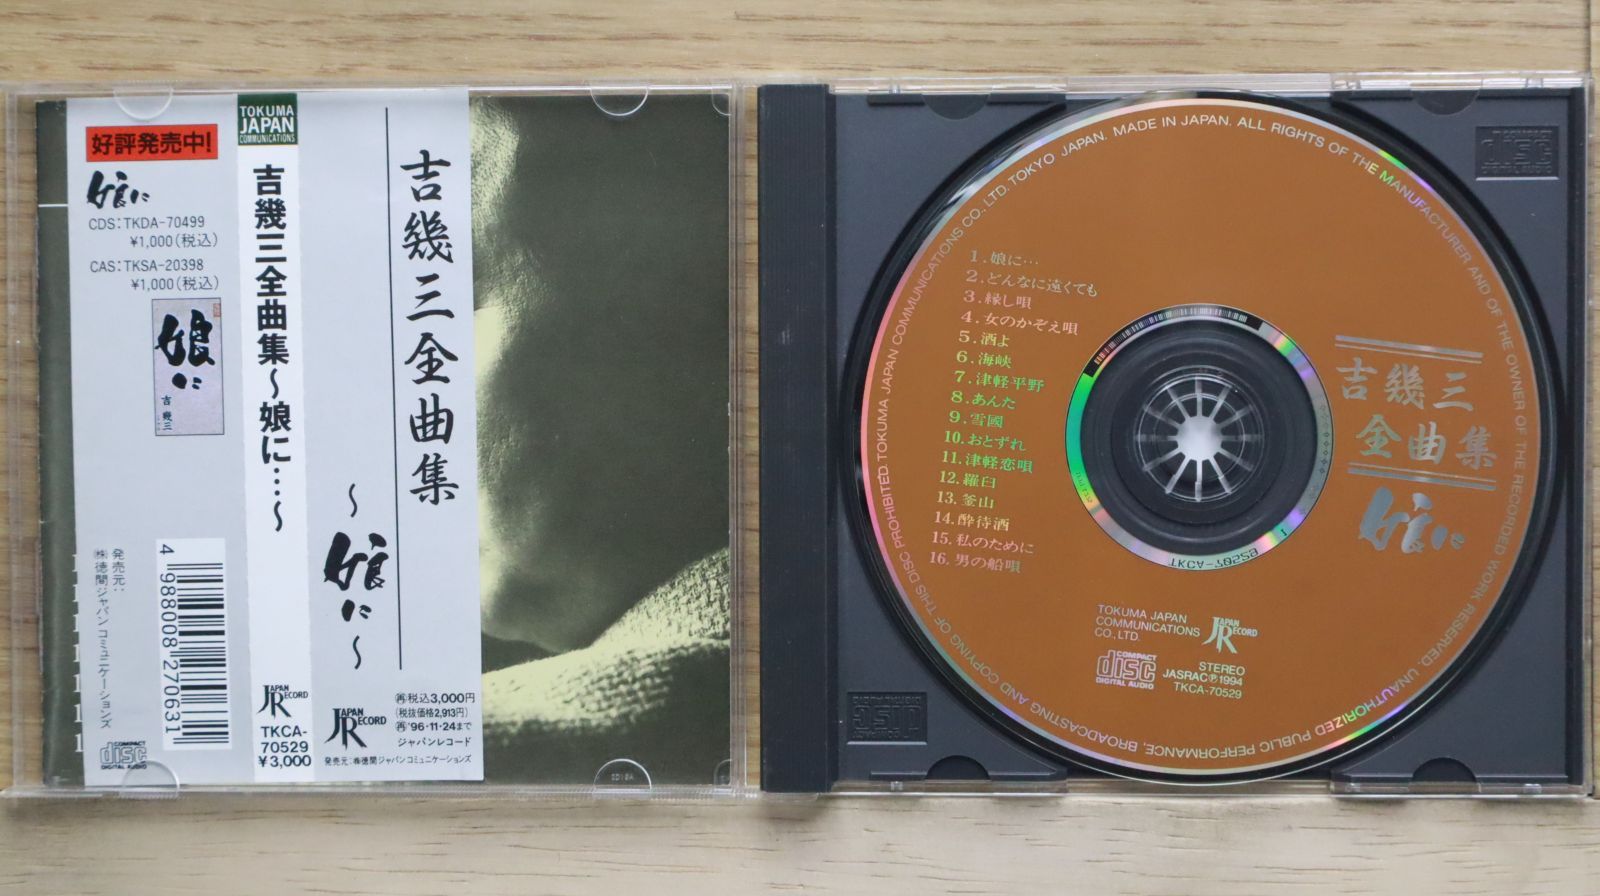 好評発売中!
娘に
CDS:TKDA-70499
¥1,000(税込)
CAS:TKSA-20398
¥1,000(税込)
娘に
吉幾三
発売元:
㈱徳間ジャパンコミュニケーションズ
4 988008 270631
COMPACT
disc
DIGITAL AUDIO
TOKUMA
JAPAN
COMMUNICATIONS
吉幾三全曲集~娘に…~
JAPAN RECORD
TKCA-
70529
¥3,000
吉幾三全曲集
~娘に~
JAPAN RECORD
㋣税込3,000円
(税抜価格2,913円)
'96·11·24まで
ジャパンレコード
発売元:㈱徳間ジャパンコミュニケーションズ
TOKUMA JAPAN COMMUNICATIONS CO., LTD. TOKYO JAPAN. MADE IN JAPAN. ALL RIGHTS OF THE MANUFACTURER AND OF THE OWNER OF THE RECORDED WORK RESERVED. UNAUTHORIZED PUBLIC PERFORMANCE, BROADCASTING AND COPYING OF THIS DISC PROHIBITED.
1.娘に…
2.どんなに遠くても
3.縁し唄
4.女のかぞえ唄
5.酒よ
6.海峡
7.津軽平野
8.あんた
9.雪國
10.おとずれ
11.津軽恋唄
12.羅臼
13.釜山
14.酔待酒
15.私のために
16.男の船唄
吉幾三
全曲集
娘に
TOKUMA JAPAN
COMMUNICATIONS
CO., LTD.
JAPAN RECORD
COMPACT
disc
DIGITAL AUDIO
STEREO
JASRAC Ⓟ1994
TKCA-70529